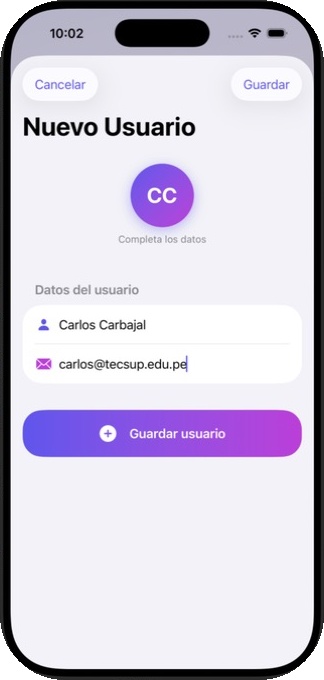 10:02
Cancelar
Guardar
Nuevo Usuario
CC
Completa los datos
Datos del usuario
Carlos Carbajal
carlos@tecsup.edu.pe
Guardar usuario